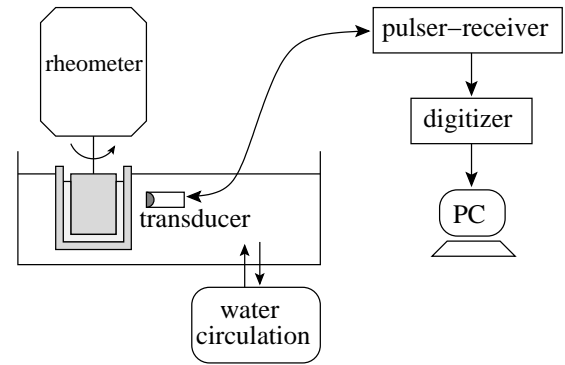 rheometer
pulser–receiver
digitizer
PC
transducer
water
circulation